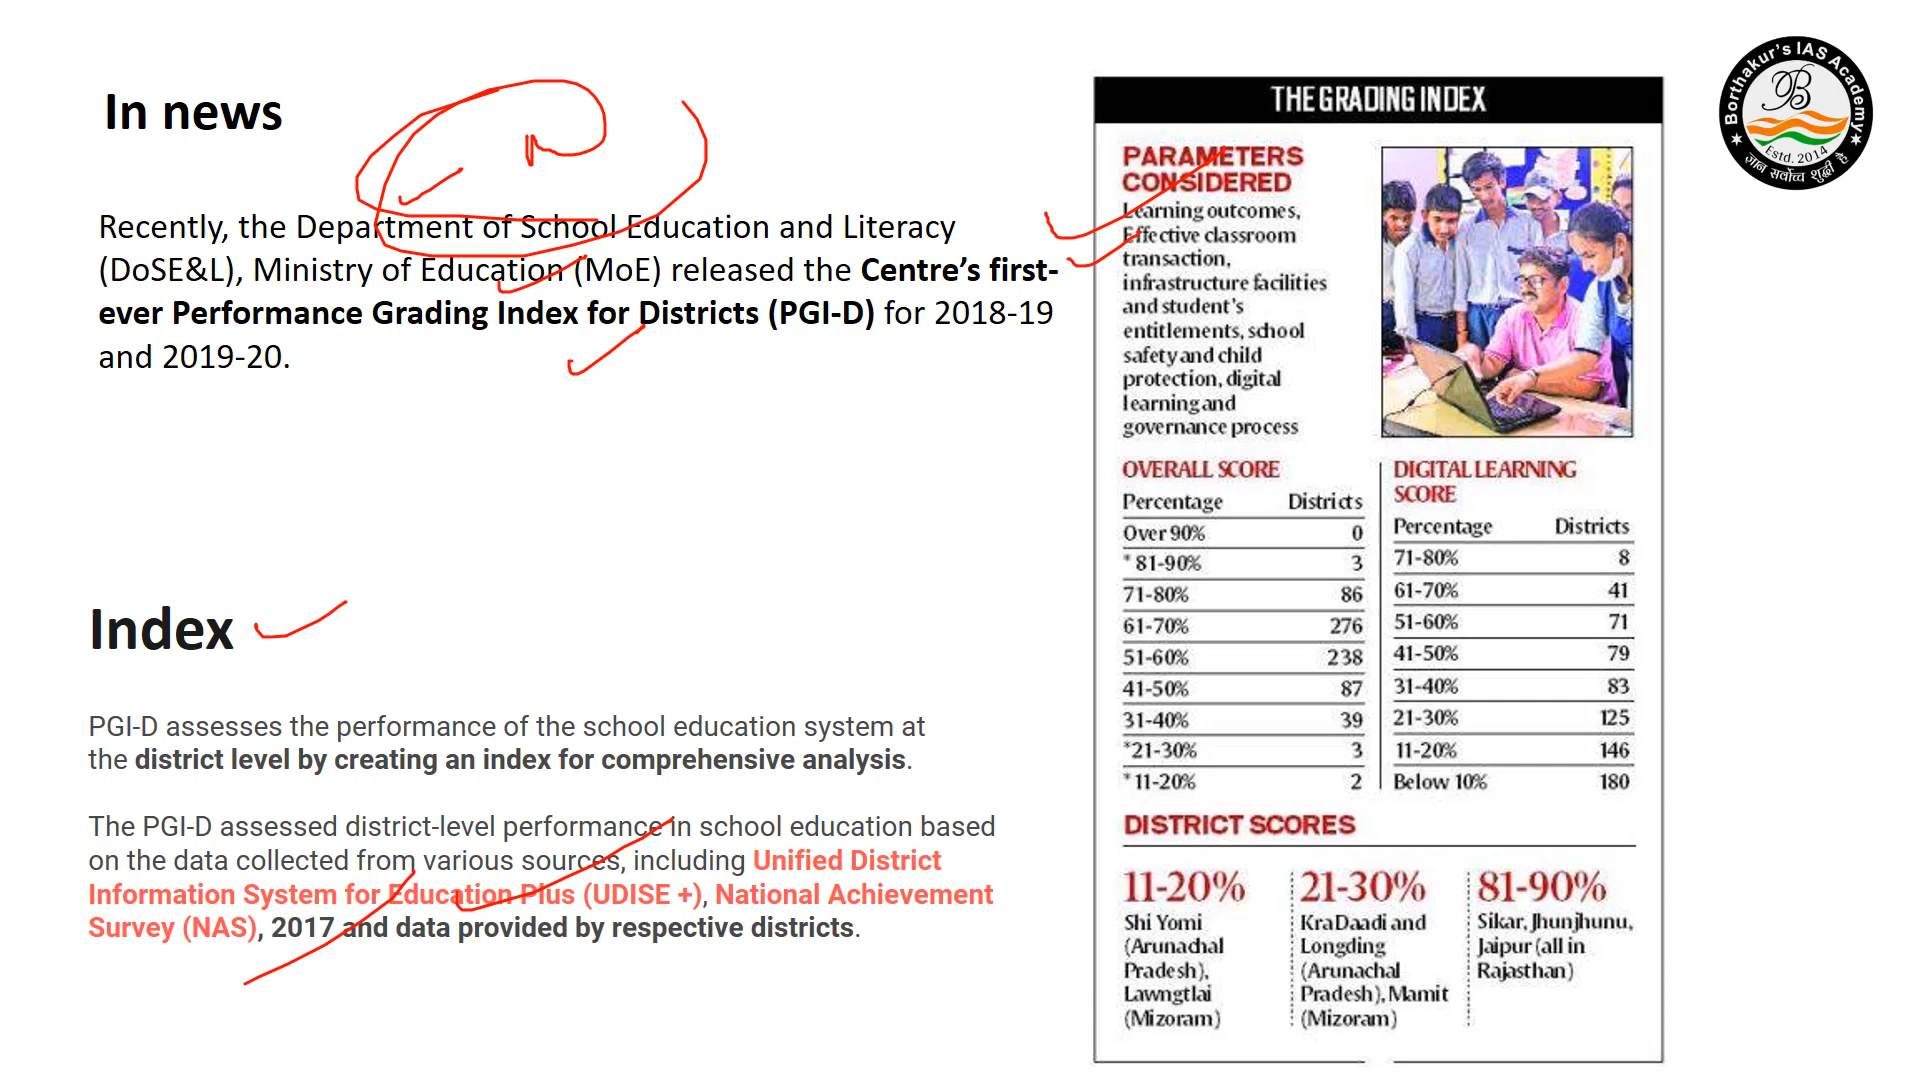 In news
Recently, the Department of School Education and Literacy
(DoSE&L), Ministry of Education (MoE) released the Centre's first-
ever Performance Grading Index for Districts (PGI-D) for 2018-19
and 2019-20.
Index
PGI-D assesses the performance of the school education system at
the district level by creating an index for comprehensive analysis.
The PGI-D assessed district-level performance in school education based
on the data collected from various sources, including Unified District
Information System for Education Plus (UDISE +), National Achievement
Survey (NAS), 2017 and data provided by respective districts.
THE GRADING INDEX
PARAMETERS
CONSIDERED
Learning outcomes,
Effective classroom
transaction,
infrastructure facilities
and student's
entitlements, school
safety and child
protection, digital
learning and
governance process
OVERALL SCORE
Percentage Districts
Over 90% 0
* 81-90% 3
71-80% 86
61-70% 276
51-60% 238
41-50% 87
31-40% 39
*21-30% 3
* 11-20% 2
DIGITAL LEARNING
SCORE
Percentage Districts
71-80% 8
61-70% 41
51-60% 71
41-50% 79
31-40% 83
21-30% 125
11-20% 146
Below 10% 180
DISTRICT SCORES
11-20%
Shi Yomi
(Arunachal
Pradesh),
Lawngtlai
(Mizoram)
21-30%
Kra Daadi and
Longding
(Arunachal
Pradesh), Mamit
(Mizoram)
81-90%
Sikar, Jhunjhunu,
Jaipur (all in
Rajasthan)
Borthakur's IAS Academy
B
Estd. 2014
ज्ञान सर्वोच्च शुद्धी है